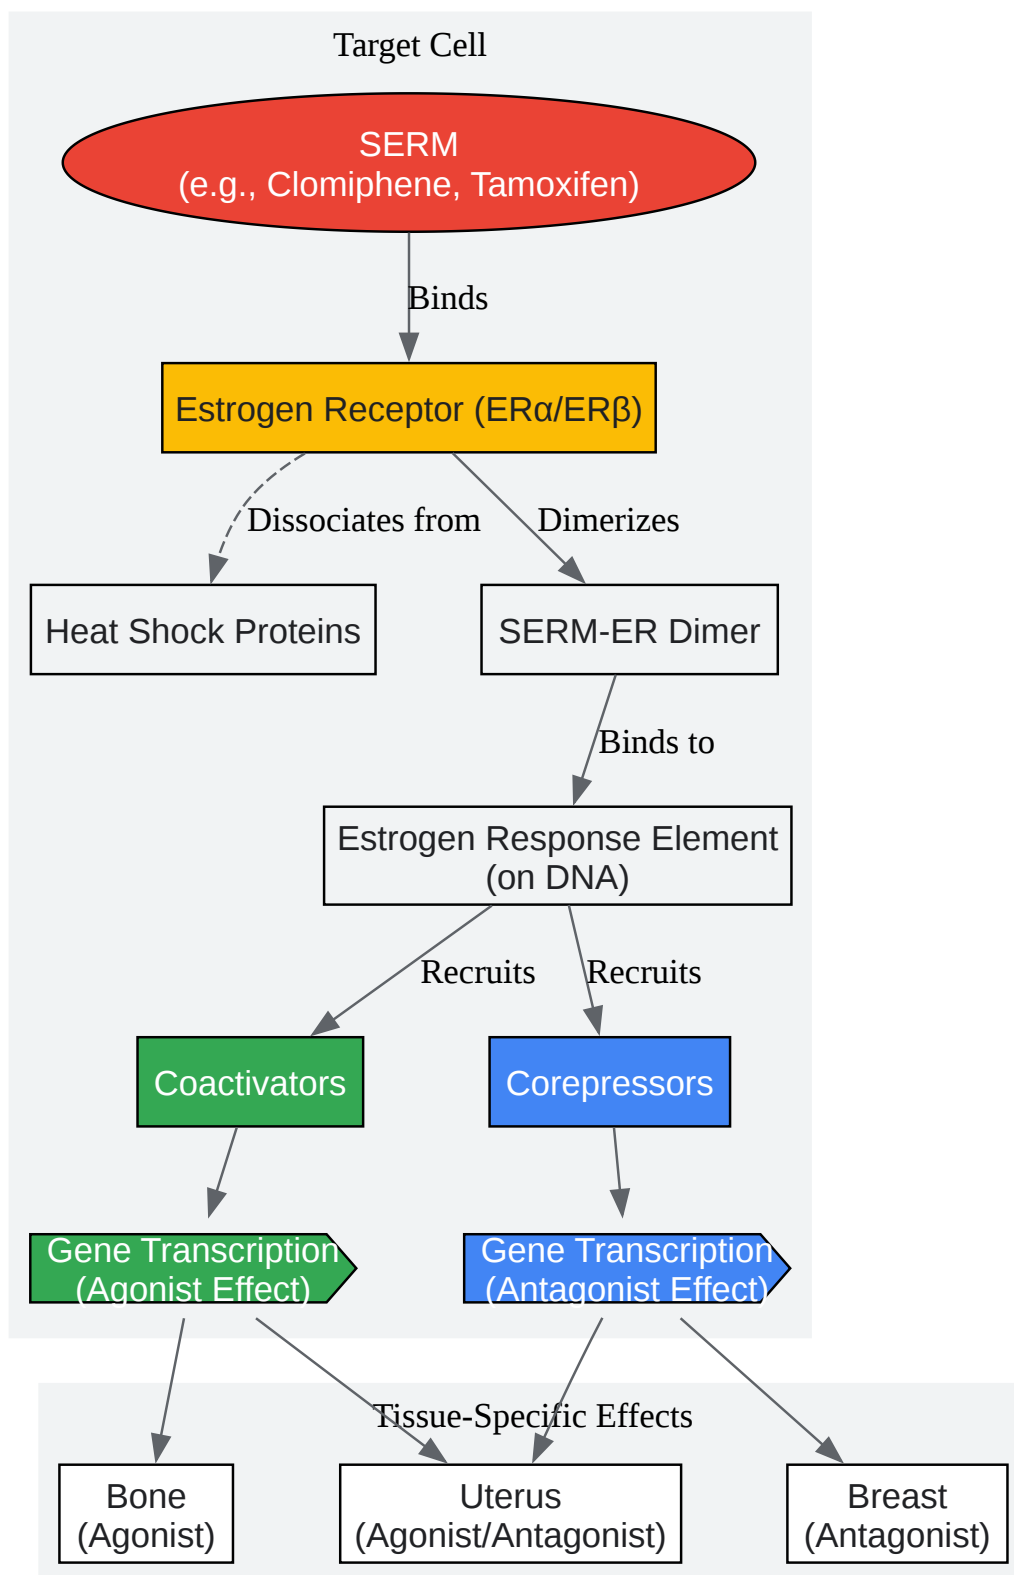 Target Cell
SERM
(e.g., Clomiphene, Tamoxifen)
Binds
Estrogen Receptor (ERα/ERβ)
Dissociates from
Dimerizes
Heat Shock Proteins
SERM-ER Dimer
Binds to
Estrogen Response Element
(on DNA)
Recruits
Recruits
Coactivators
Corepressors
Gene Transcription
(Agonist Effect)
Gene Transcription
(Antagonist Effect)
Tissue-Specific Effects
Bone
(Agonist)
Uterus
(Agonist/Antagonist)
Breast
(Antagonist)